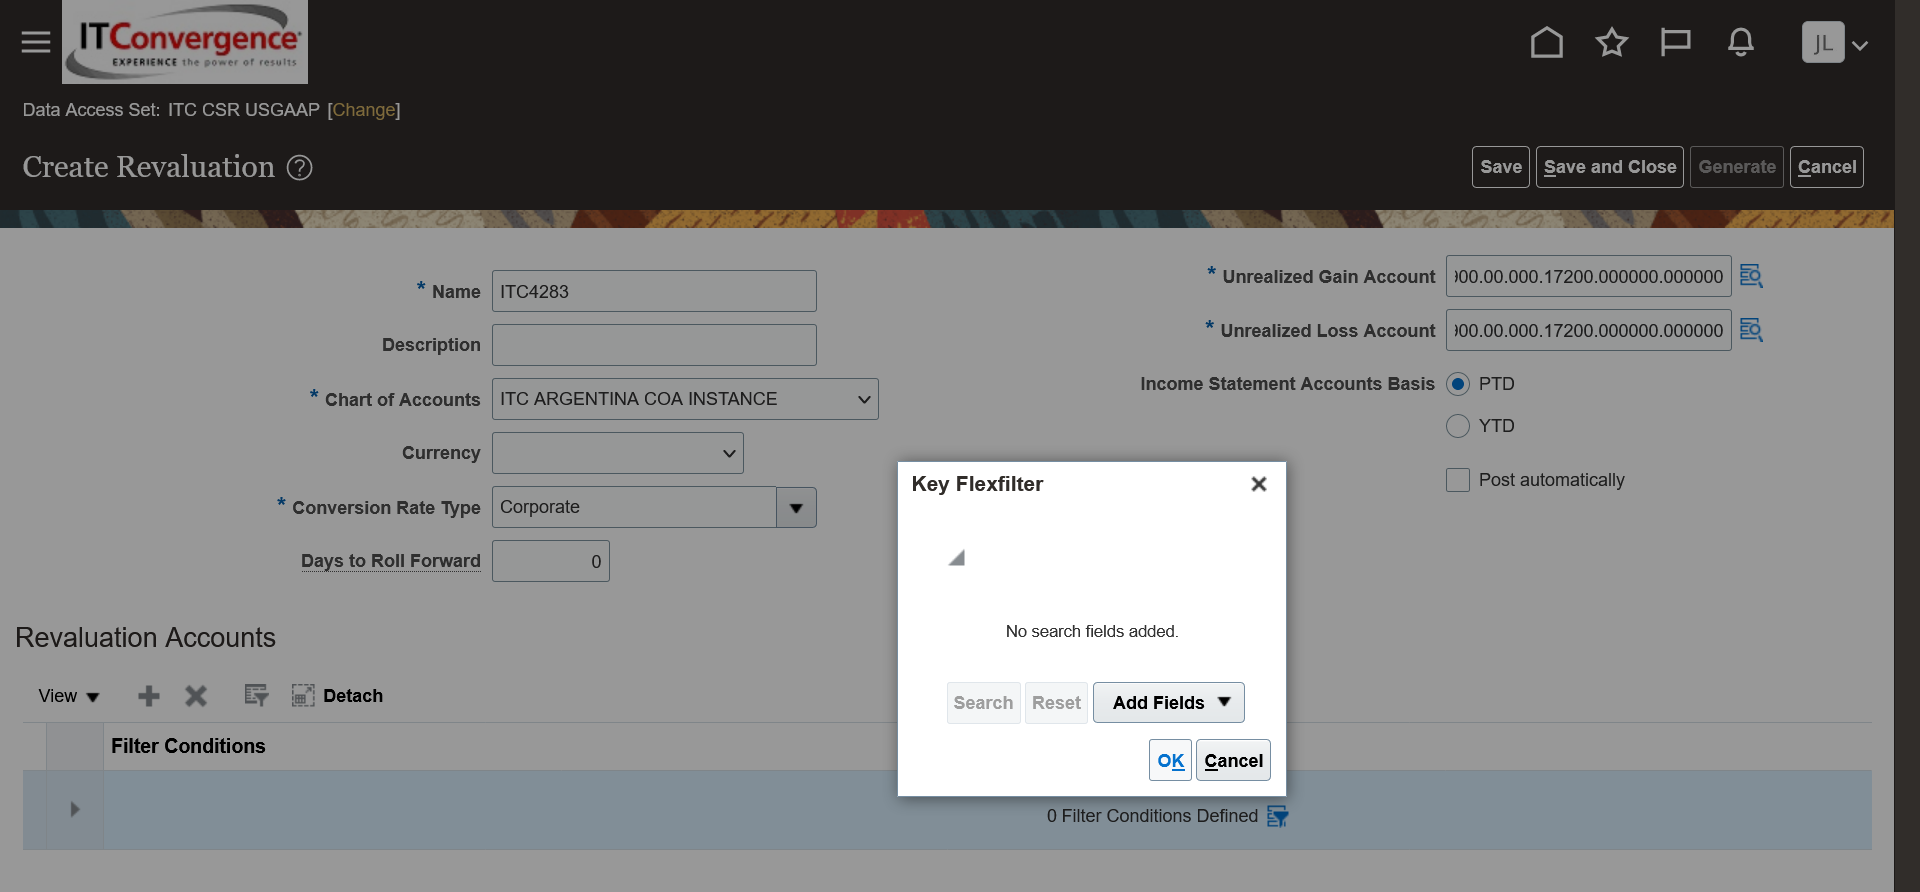 ITConvergence
EXPERIENCE the power of results
JL
Data Access Set: ITC CSR USGAAP [Change]
Create Revaluation ?
Save
Save and Close
Generate
Cancel
* Name ITC4283
Description
* Chart of Accounts ITC ARGENTINA COA INSTANCE
Currency
* Conversion Rate Type Corporate
Days to Roll Forward 0
* Unrealized Gain Account 00.00.000.17200.000000.000000
* Unrealized Loss Account 00.00.000.17200.000000.000000
Income Statement Accounts Basis PTD
YTD
Post automatically
Key Flexfilter
No search fields added.
Search Reset Add Fields
OK Cancel
Revaluation Accounts
View Detach
Filter Conditions
0 Filter Conditions Defined